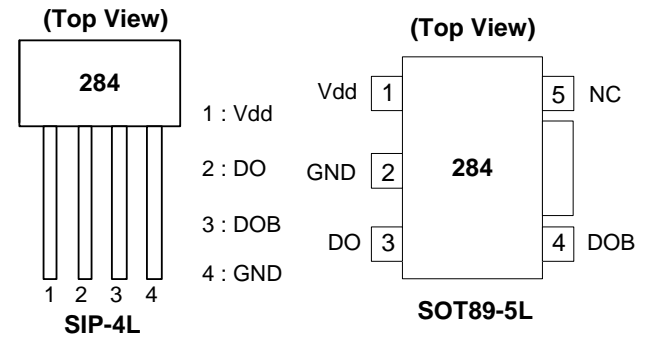 (Top View)
284
1 : Vdd
2 : DO
3 : DOB
4 : GND
1 2 3 4
SIP-4L
(Top View)
Vdd 1
5 NC
GND 2
284
DO 3
4 DOB
SOT89-5L